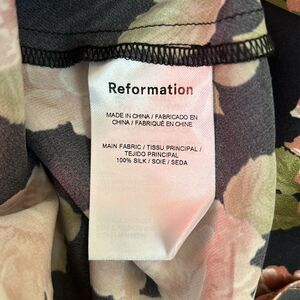 Reformation
MADE IN CHINA / FABRICADO EN
CHINA / FABRIQUÉ EN CHINE
MAIN FABRIC / TISSU PRINCIPAL /
TEJIDO PRINCIPAL
100% SILK / SOIE / SEDA